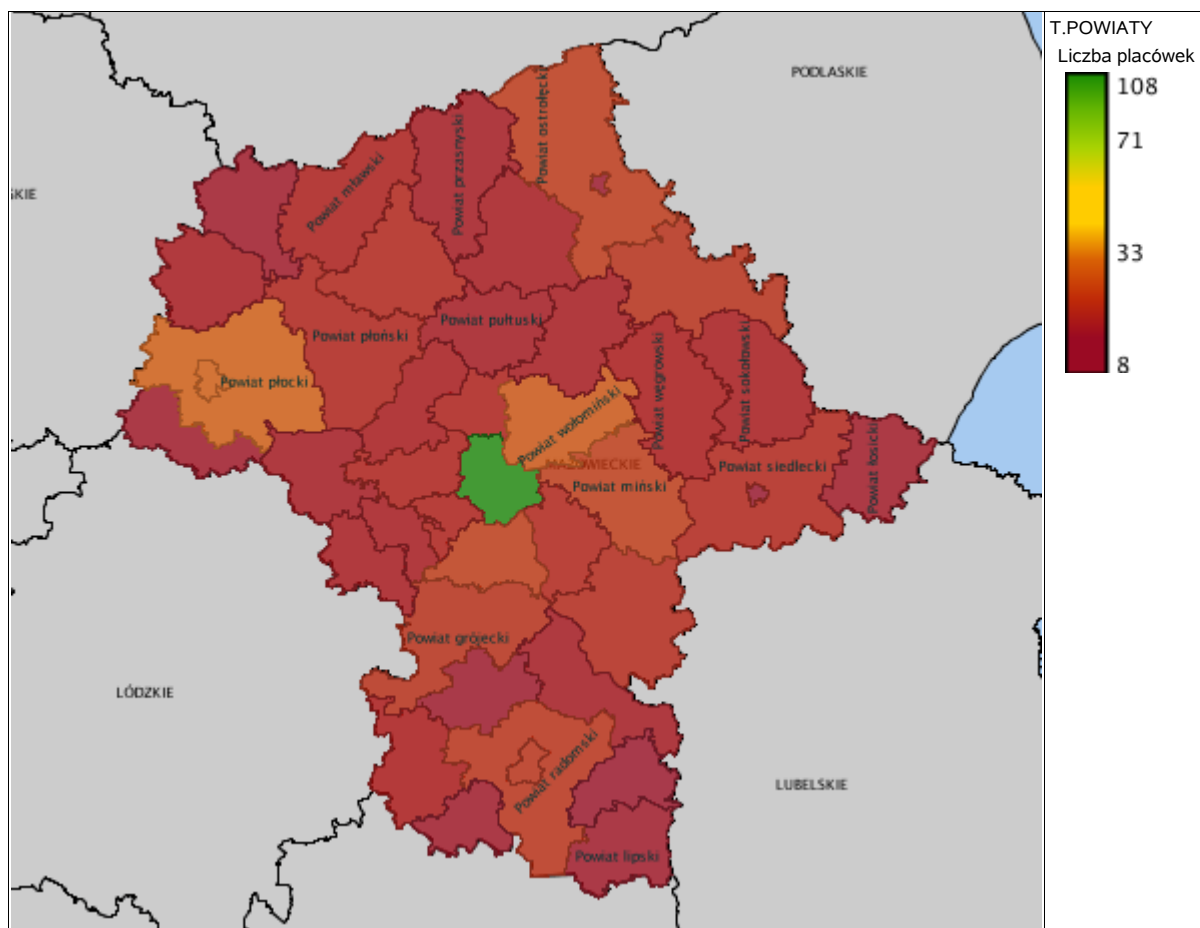 T.POWIATY
Liczba placówek
108
71
33
8
PODLASKIE
SKIE
Powiat ostrołęcki
Powiat przasnyski
Powiat mławski
Powiat płoński
Powiat pułtuski
Powiat węgrowski
Powiat sokołowski
Powiat płocki
Powiat wołomiński
MAZOWIECKIE
Powiat miński
Powiat siedlecki
Powiat łosicki
Powiat grójecki
LÓDZKIE
Powiat radomski
LUBELSKIE
Powiat lipski